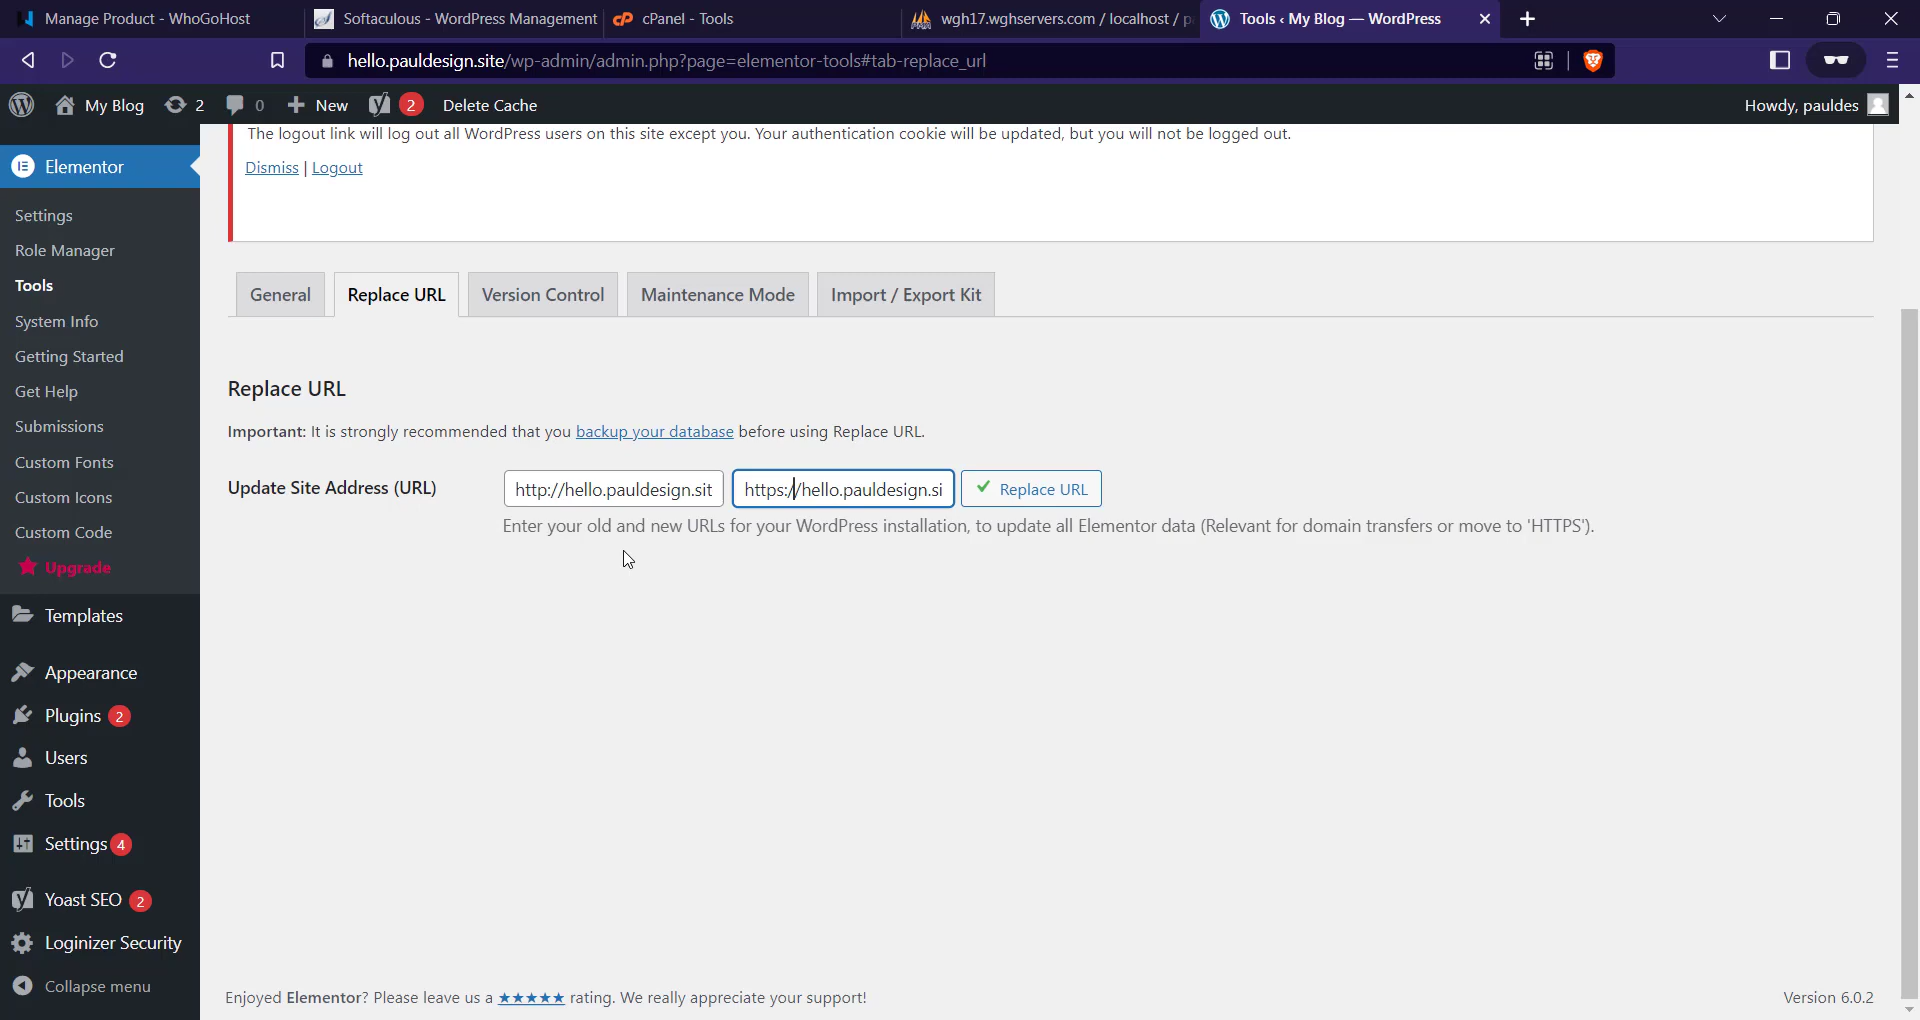 Manage Product - WhoGoHost
Softaculous - WordPress Management
cPanel - Tools
wgh17.wghservers.com / localhost / p
Tools ‹ My Blog — WordPress
hello.pauldesign.site/wp-admin/admin.php?page=elementor-tools#tab-replace_url
My Blog 2 0 New 2 Delete Cache Howdy, pauldes
The logout link will log out all WordPress users on this site except you. Your authentication cookie will be updated, but you will not be logged out.
Dismiss | Logout
Elementor
Settings
Role Manager
Tools
System Info
Getting Started
Get Help
Submissions
Custom Fonts
Custom Icons
Custom Code
Upgrade
Templates
Appearance
Plugins 2
Users
Tools
Settings 4
Yoast SEO 2
Loginizer Security
Collapse menu
General Replace URL Version Control Maintenance Mode Import / Export Kit
Replace URL
Important: It is strongly recommended that you backup your database before using Replace URL.
Update Site Address (URL) http://hello.pauldesign.sit https://hello.pauldesign.si Replace URL
Enter your old and new URLs for your WordPress installation, to update all Elementor data (Relevant for domain transfers or move to 'HTTPS').
Enjoyed Elementor? Please leave us a ★★★★★ rating. We really appreciate your support! Version 6.0.2